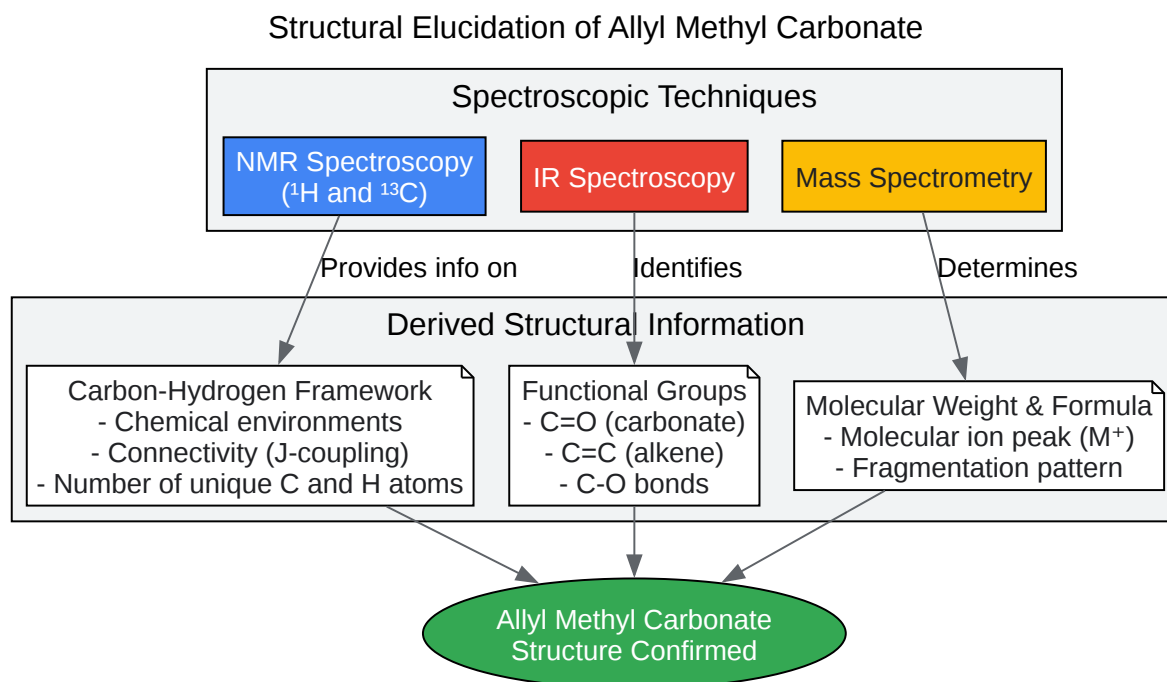 Structural Elucidation of Allyl Methyl Carbonate
Spectroscopic Techniques
NMR Spectroscopy
(¹H and ¹³C)
IR Spectroscopy
Mass Spectrometry
Provides info on
Identifies
Determines
Derived Structural Information
Carbon-Hydrogen Framework
- Chemical environments
- Connectivity (J-coupling)
- Number of unique C and H atoms
Functional Groups
- C=O (carbonate)
- C=C (alkene)
- C-O bonds
Molecular Weight & Formula
- Molecular ion peak (M⁺)
- Fragmentation pattern
Allyl Methyl Carbonate
Structure Confirmed